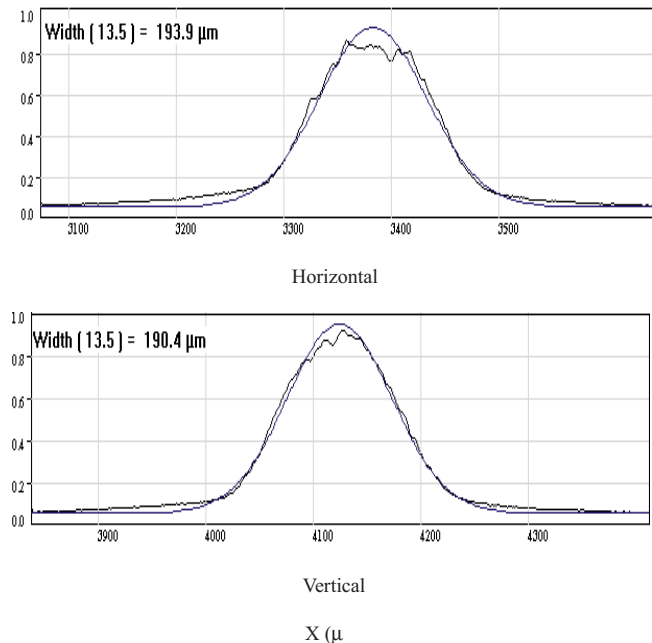 1.0
Width ( 13.5 ) = 193.9 µm
0.8
0.6
0.4
0.2
0.0
3100 3200 3300 3400 3500
Horizontal
1.0
Width ( 13.5 ) = 190.4 µm
0.8
0.6
0.4
0.2
0.0
3900 4000 4100 4200 4300
Vertical
X (µ